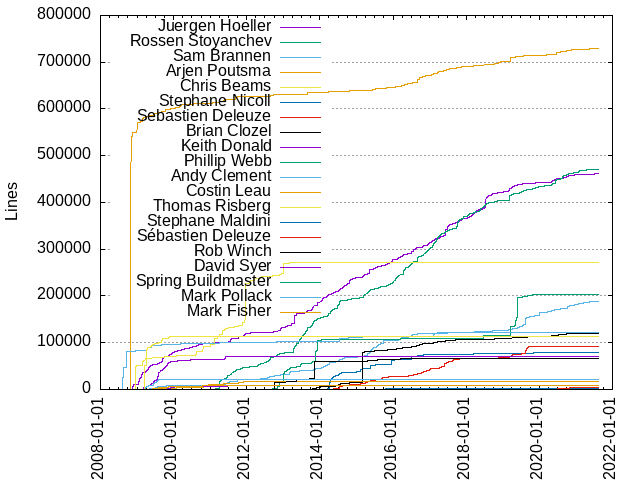 800000
700000
600000
500000
400000
300000
200000
100000
0
Lines
Juergen Hoeller
Rossen Stoyanchev
Sam Brannen
Arjen Poutsma
Chris Beams
Stephane Nicoll
Sebastien Deleuze
Brian Clozel
Keith Donald
Phillip Webb
Andy Clement
Costin Leau
Thomas Risberg
Stephane Maldini
Sébastien Deleuze
Rob Winch
David Syer
Spring Buildmaster
Mark Pollack
Mark Fisher
2008-01-01
2010-01-01
2012-01-01
2014-01-01
2016-01-01
2018-01-01
2020-01-01
2022-01-01